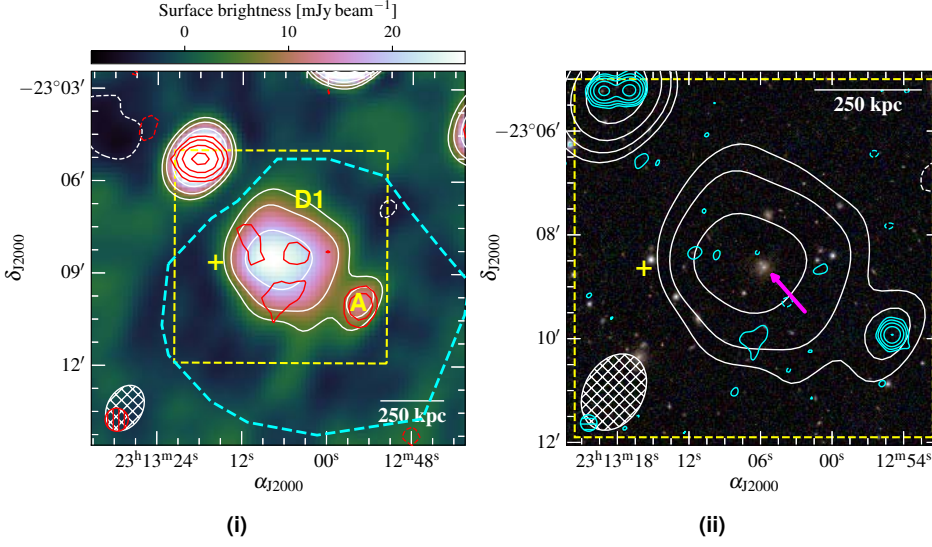 Surface brightness [mJy beam⁻¹]
0 10 20
−23°03′
06′
09′
12′
δJ2000
D1
A
250 kpc
23ʰ13ᵐ24ˢ 12ˢ 00ˢ 12ᵐ48ˢ
αJ2000
(i)
250 kpc
−23°06′
08′
10′
12′
δJ2000
23ʰ13ᵐ18ˢ 12ˢ 06ˢ 00ˢ 12ᵐ54ˢ
αJ2000
(ii)